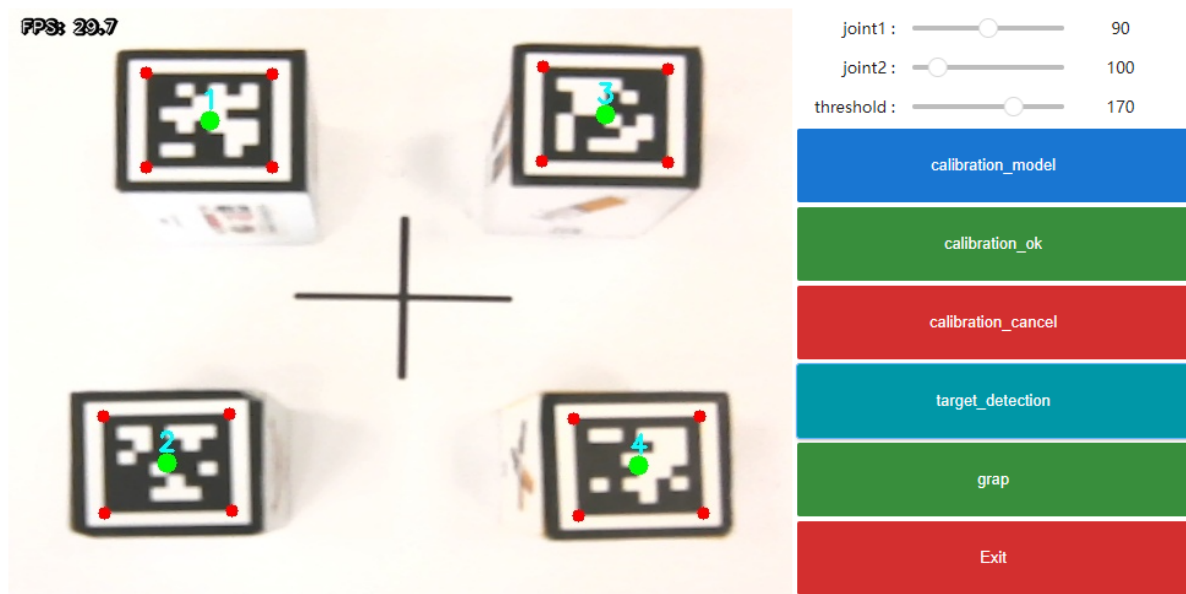 FPS: 29.7
1
3
2
4
joint1 : 90
joint2 : 100
threshold : 170
calibration_model
calibration_ok
calibration_cancel
target_detection
grap
Exit